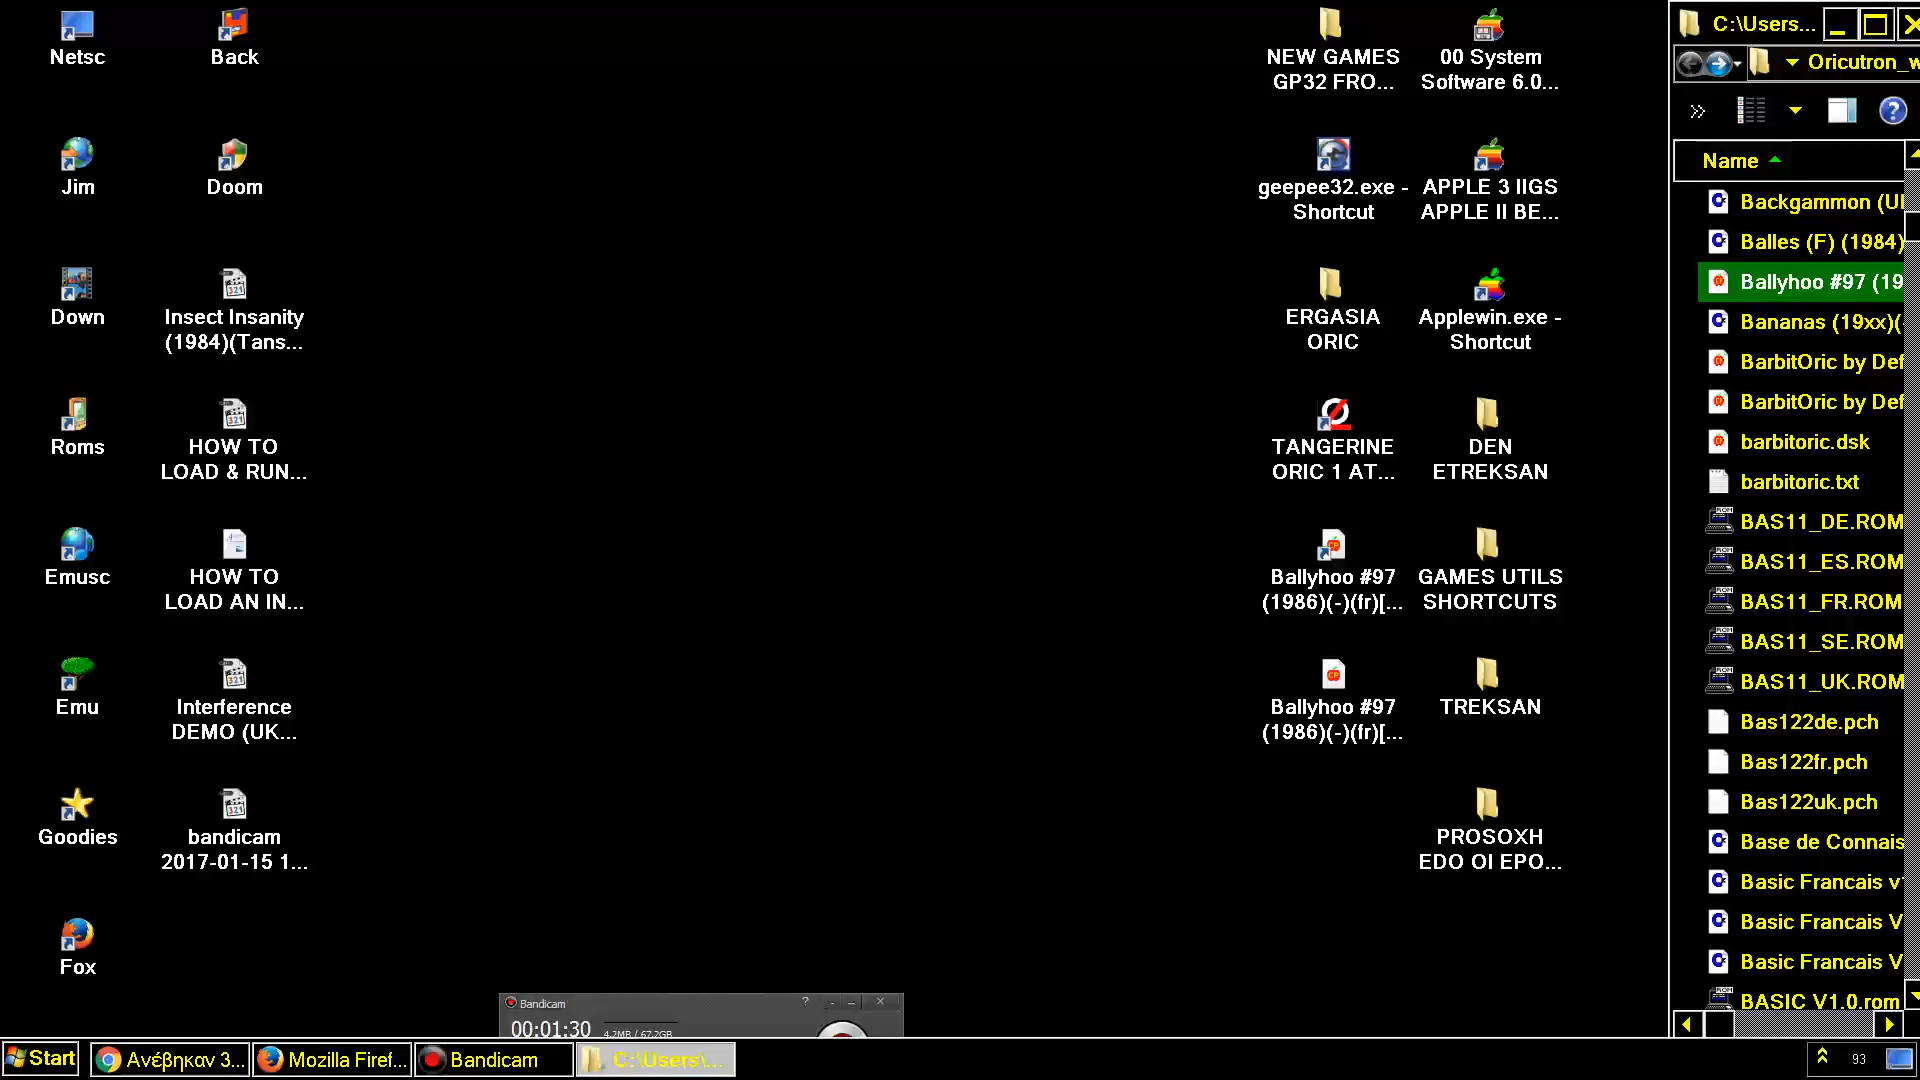 Netsc
Back
Jim
Doom
Down
Insect Insanity
(1984)(Tans...
Roms
HOW TO
LOAD & RUN...
Emusc
HOW TO
LOAD AN IN...
Emu
Interference
DEMO (UK...
Goodies
bandicam
2017-01-15 1...
Fox
NEW GAMES
GP32 FRO...
00 System
Software 6.0...
geepee32.exe -
Shortcut
APPLE 3 IIGS
APPLE II BE...
ERGASIA
ORIC
Applewin.exe -
Shortcut
TANGERINE
ORIC 1 AT...
DEN
ETREKSAN
Ballyhoo #97
(1986)(-)(fr)[...
GAMES UTILS
SHORTCUTS
Ballyhoo #97
(1986)(-)(fr)[...
TREKSAN
PROSOXH
EDO OI EPO...
C:\Users...
Oricutron_w
Name
Backgammon (U
Balles (F) (1984)
Ballyhoo #97 (19
Bananas (19xx)(
BarbitOric by Def
BarbitOric by Def
barbitoric.dsk
barbitoric.txt
BAS11_DE.ROM
BAS11_ES.ROM
BAS11_FR.ROM
BAS11_SE.ROM
BAS11_UK.ROM
Bas122de.pch
Bas122fr.pch
Bas122uk.pch
Base de Connais
Basic Francais v
Basic Francais V
Basic Francais V
BASIC V1.0.rom
Bandicam
00:01:30 4.2MB / 67.2GB
Start
Ανέβηκαν 3...
Mozilla Firef...
Bandicam
C:\Users\...
93